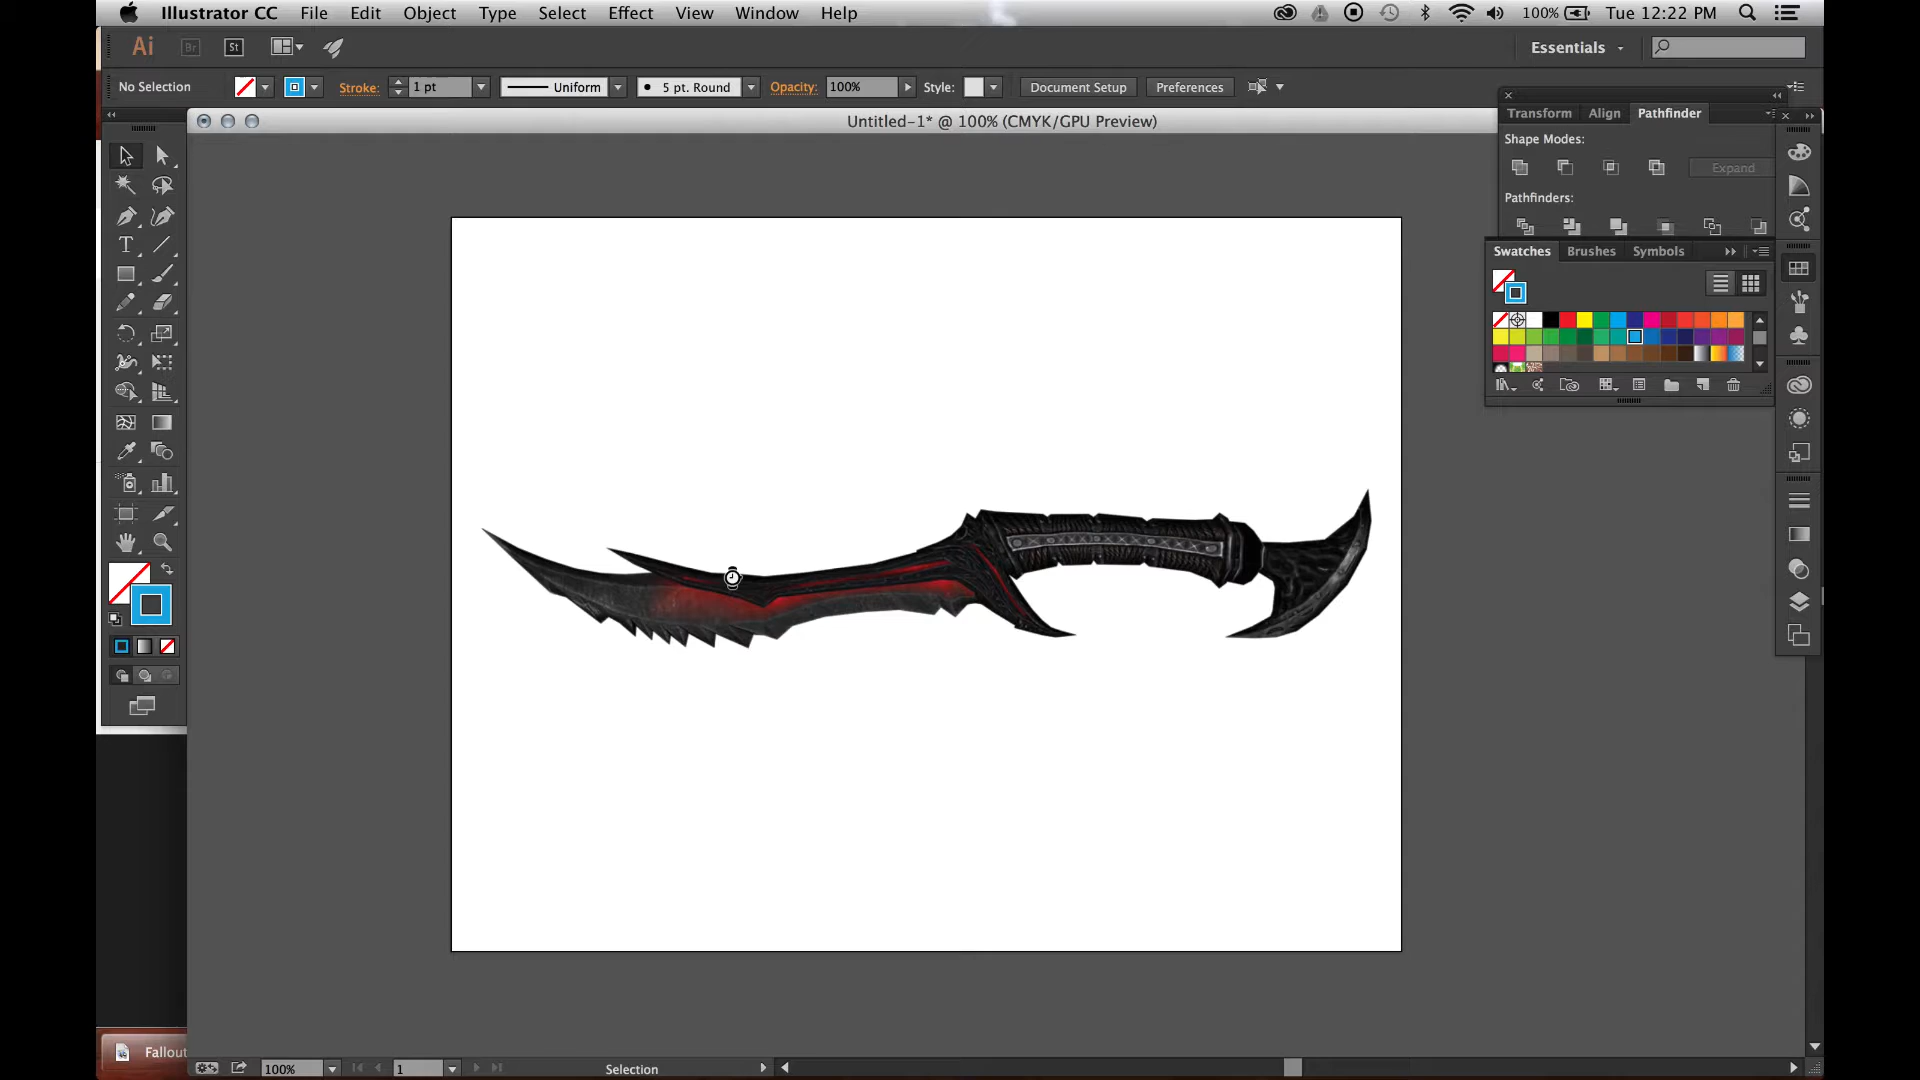 Illustrator CC File Edit Object Type Select Effect View Window Help 100% Tue 12:22 PM
Ai Br St Essentials
No Selection Stroke: 1 pt Uniform 5 pt. Round Opacity: 100% Style: Document Setup Preferences
Untitled-1* @ 100% (CMYK/GPU Preview)
Transform Align Pathfinder
Shape Modes:
Expand
Pathfinders:
Swatches Brushes Symbols
T
Fallout
100% 1 Selection